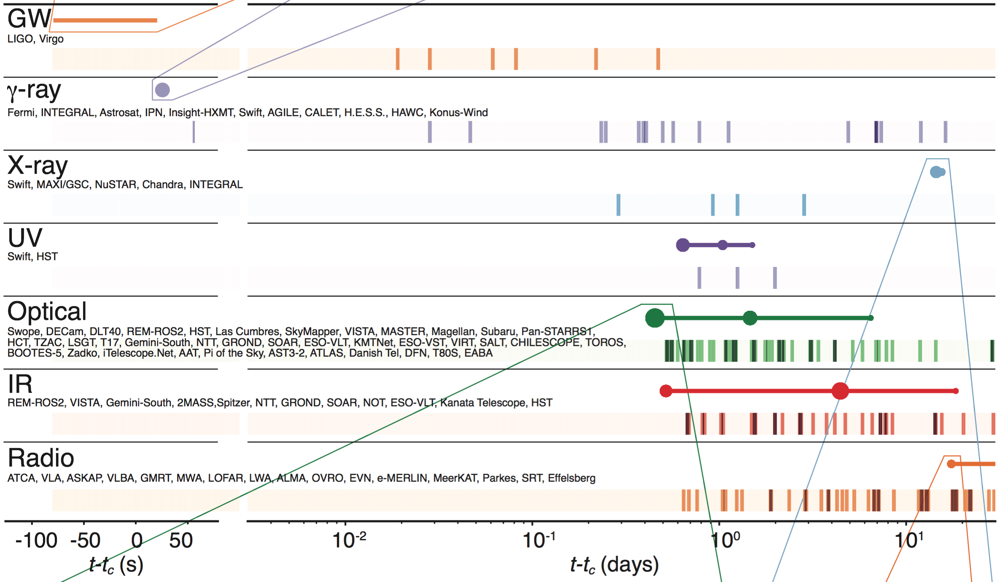 GW
LIGO, Virgo
γ-ray
Fermi, INTEGRAL, Astrosat, IPN, Insight-HXMT, Swift, AGILE, CALET, H.E.S.S., HAWC, Konus-Wind
X-ray
Swift, MAXI/GSC, NuSTAR, Chandra, INTEGRAL
UV
Swift, HST
Optical
Swope, DECam, DLT40, REM-ROS2, HST, Las Cumbres, SkyMapper, VISTA, MASTER, Magellan, Subaru, Pan-STARRS1,
HCT, TZAC, LSGT, T17, Gemini-South, NTT, GROND, SOAR, ESO-VLT, KMTNet, ESO-VST, VIRT, SALT, CHILESCOPE, TOROS,
BOOTES-5, Zadko, iTelescope.Net, AAT, Pi of the Sky, AST3-2, ATLAS, Danish Tel, DFN, T80S, EABA
IR
REM-ROS2, VISTA, Gemini-South, 2MASS,Spitzer, NTT, GROND, SOAR, NOT, ESO-VLT, Kanata Telescope, HST
Radio
ATCA, VLA, ASKAP, VLBA, GMRT, MWA, LOFAR, LWA, ALMA, OVRO, EVN, e-MERLIN, MeerKAT, Parkes, SRT, Effelsberg
-100 -50 0 50 10⁻² 10⁻¹ 10⁰ 10¹
t-tc (s) t-tc (days)